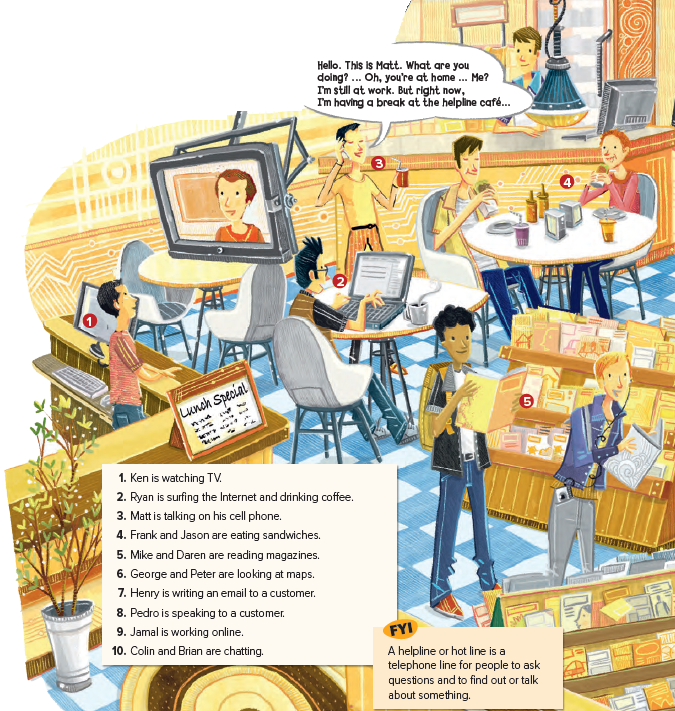 Hello. This is Matt. What are you
doing? ... Oh, you're at home ... Me?
I'm still at work. But right now,
I'm having a break at the helpline café...
3
4
2
1
Lunch Special
5
1. Ken is watching TV.
2. Ryan is surfing the Internet and drinking coffee.
3. Matt is talking on his cell phone.
4. Frank and Jason are eating sandwiches.
5. Mike and Daren are reading magazines.
6. George and Peter are looking at maps.
7. Henry is writing an email to a customer.
8. Pedro is speaking to a customer.
9. Jamal is working online.
10. Colin and Brian are chatting.
FYI
A helpline or hot line is a
telephone line for people to ask
questions and to find out or talk
about something.